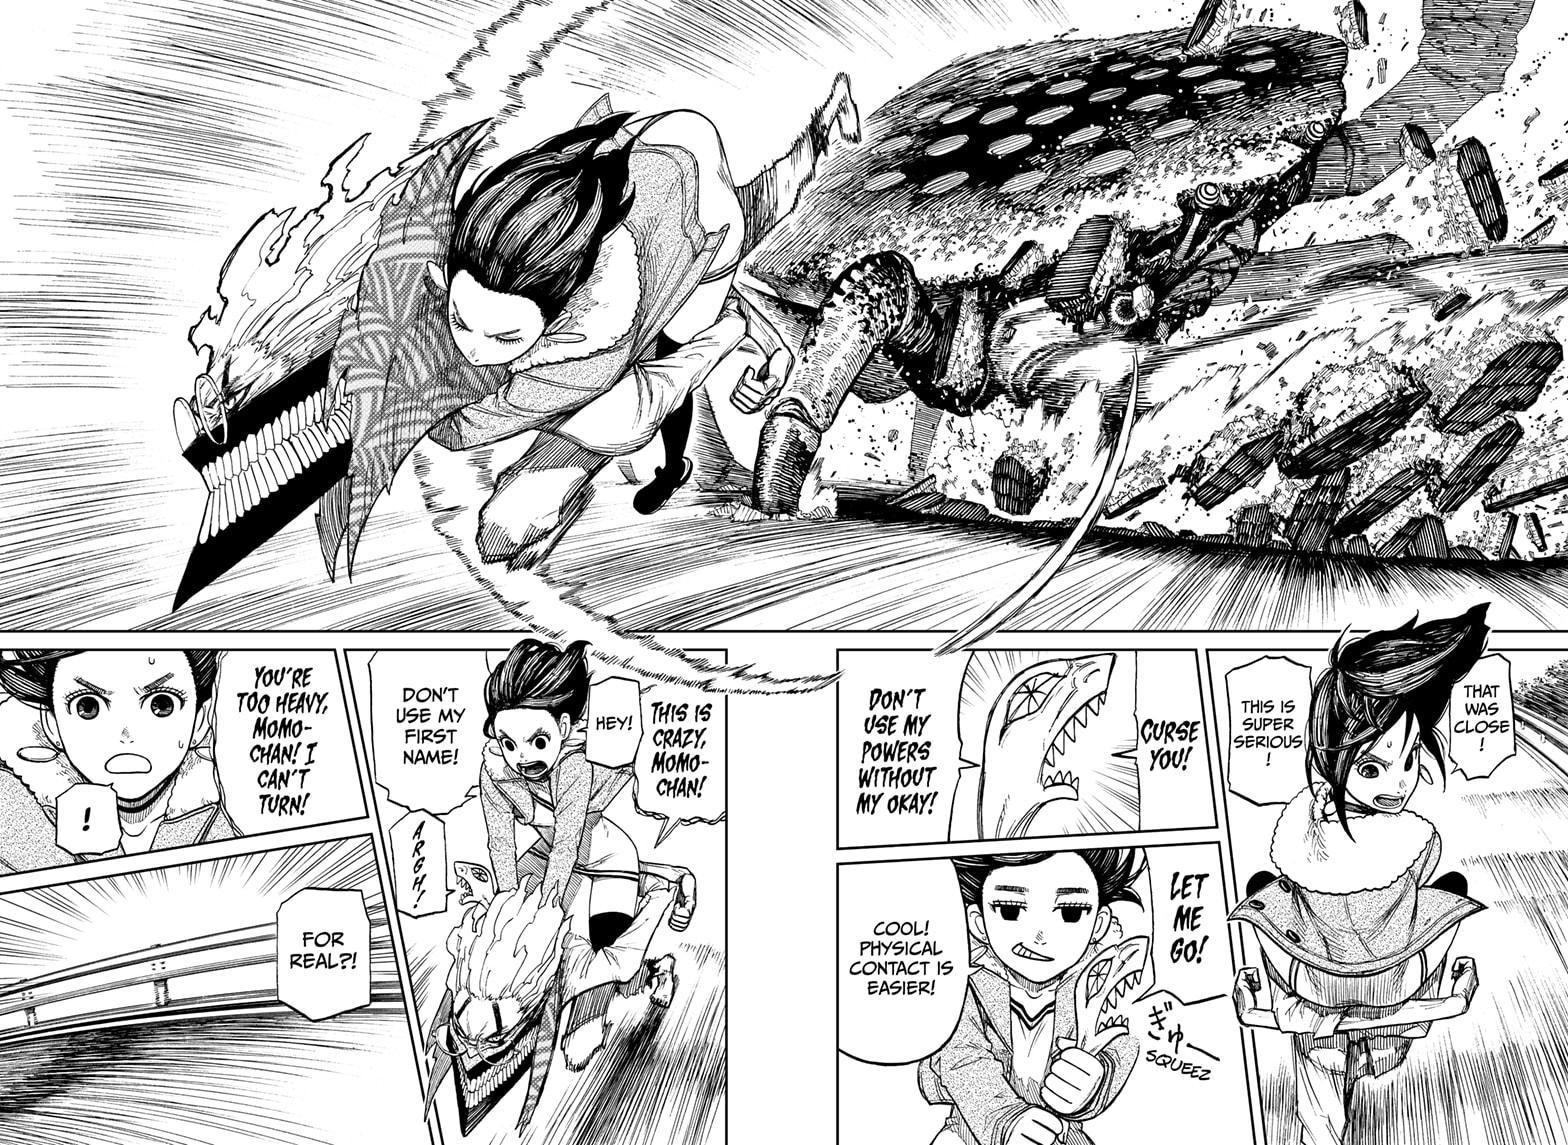 THAT
WAS
CLOSE
!
THIS IS
SUPER
SERIOUS
!
CURSE
YOU!
DON'T
USE MY
POWERS
WITHOUT
MY OKAY!
LET
ME
GO!
COOL!
PHYSICAL
CONTACT IS
EASIER!
ぎゅー
SQUEEZ
THIS IS
CRAZY,
MOMO-
CHAN!
HEY!
DON'T
USE MY
FIRST
NAME!
ARGH!
YOU'RE
TOO HEAVY,
MOMO-
CHAN! I
CAN'T
TURN!
!
FOR
REAL?!